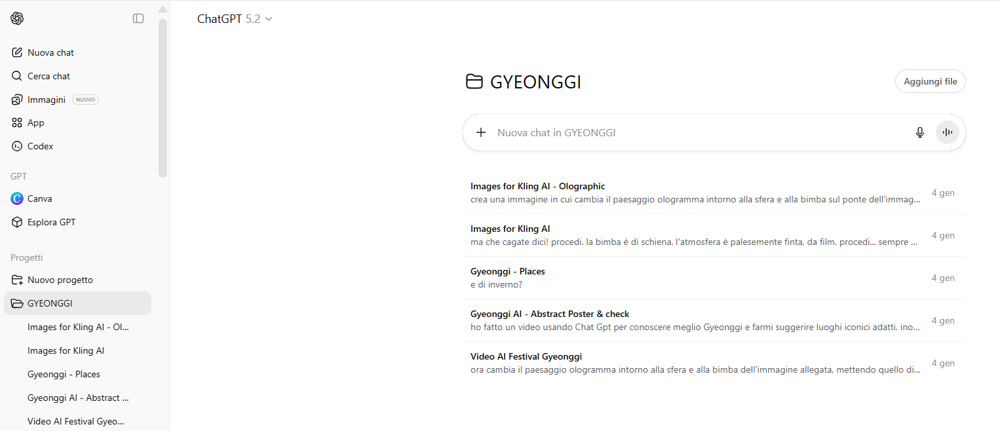 ChatGPT 5.2
Nuova chat
Cerca chat
Immagini NUOVO
App
Codex
GPT
Canva
Esplora GPT
Progetti
Nuovo progetto
GYEONGGI
Images for Kling AI - Ol...
Images for Kling AI
Gyeonggi - Places
Gyeonggi AI - Abstract ...
Video AI Festival Gyeo...
GYEONGGI
Aggiungi file
Nuova chat in GYEONGGI
Images for Kling AI - Olographic
crea una immagine in cui cambia il paesaggio ologramma intorno alla sfera e alla bimba sul ponte dell'immag...
4 gen
Images for Kling AI
ma che cagate dici! procedi. la bimba è di schiena. l'atmosfera è palesemente finta, da film. procedi... sempre ...
4 gen
Gyeonggi - Places
e di inverno?
4 gen
Gyeonggi AI - Abstract Poster & check
ho fatto un video usando Chat Gpt per conoscere meglio Gyeonggi e farmi suggerire luoghi iconici adatti. ino...
4 gen
Video AI Festival Gyeonggi
ora cambia il paesaggio ologramma intorno alla sfera e alla bimba dell'immagine allegata, mettendo quello di...
4 gen